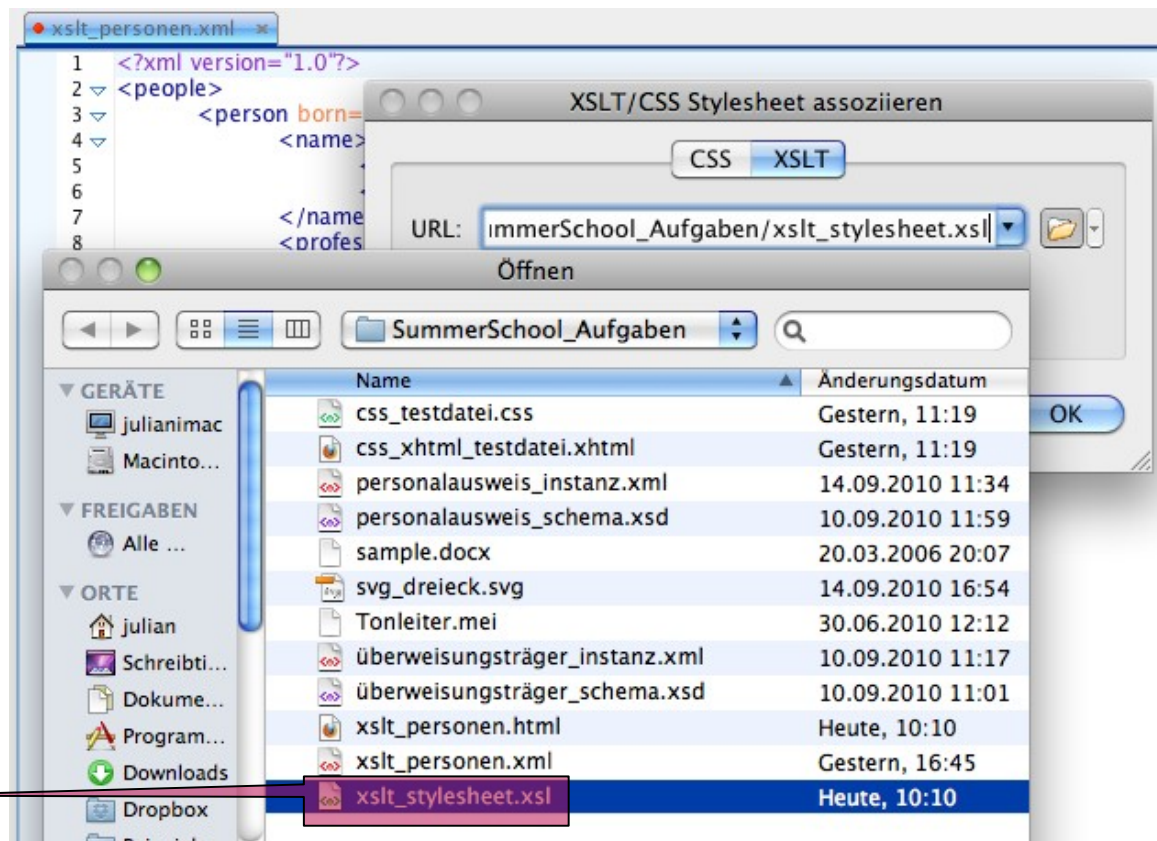 xslt_personen.xml
1 <?xml version="1.0"?>
2 <people>
3 <person born=
4 <name>
5
6
7 </name
8 <profes
XSLT/CSS Stylesheet assoziieren
CSS XSLT
URL: mmerSchool_Aufgaben/xslt_stylesheet.xsl
OK
Öffnen
SummerSchool_Aufgaben
Name Änderungsdatum
GERÄTE
julianimac
Macinto...
FREIGABEN
Alle ...
ORTE
julian
Schreibti...
Dokume...
Program...
Downloads
Dropbox
css_testdatei.css Gestern, 11:19
css_xhtml_testdatei.xhtml Gestern, 11:19
personalausweis_instanz.xml 14.09.2010 11:34
personalausweis_schema.xsd 10.09.2010 11:59
sample.docx 20.03.2006 20:07
svg_dreieck.svg 14.09.2010 16:54
Tonleiter.mei 30.06.2010 12:12
überweisungsträger_instanz.xml 10.09.2010 11:17
überweisungsträger_schema.xsd 10.09.2010 11:01
xslt_personen.html Heute, 10:10
xslt_personen.xml Gestern, 16:45
xslt_stylesheet.xsl Heute, 10:10